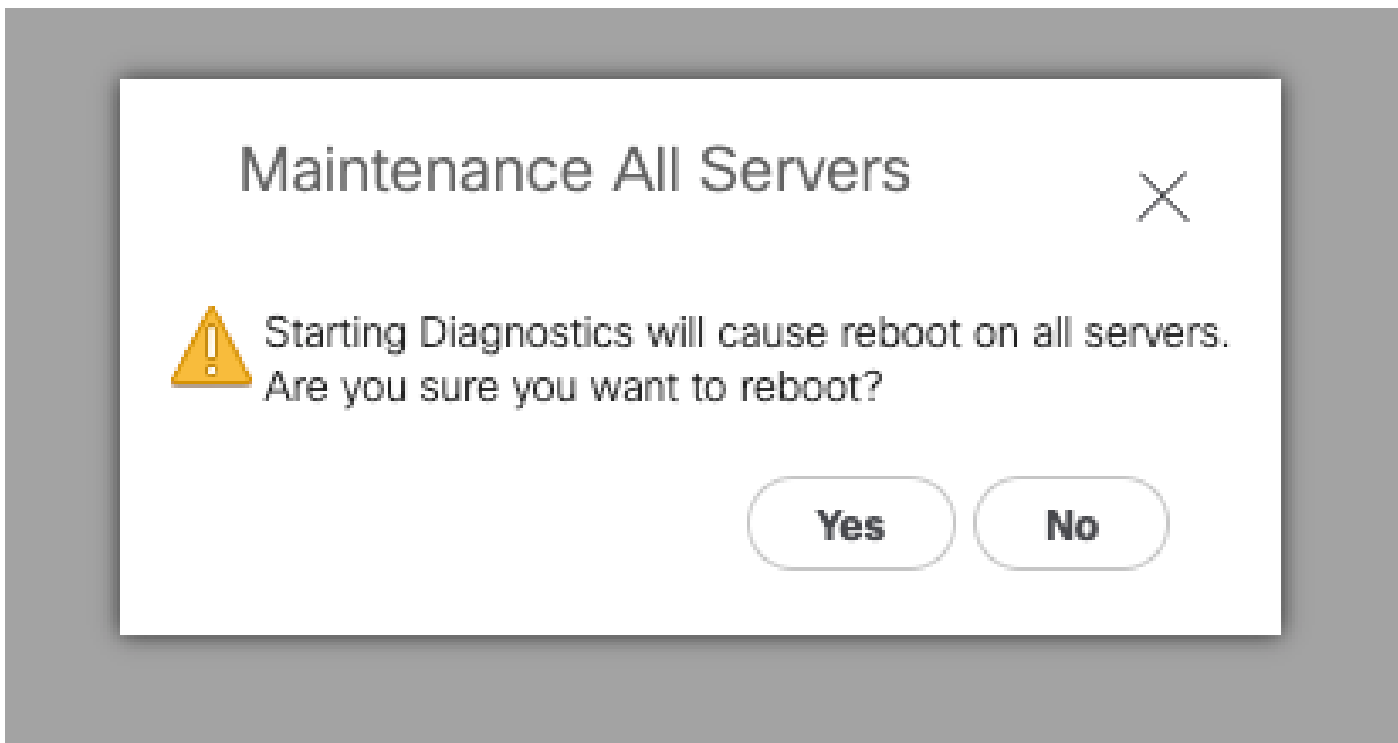 Maintenance All Servers
Starting Diagnostics will cause reboot on all servers.
Are you sure you want to reboot?
Yes No